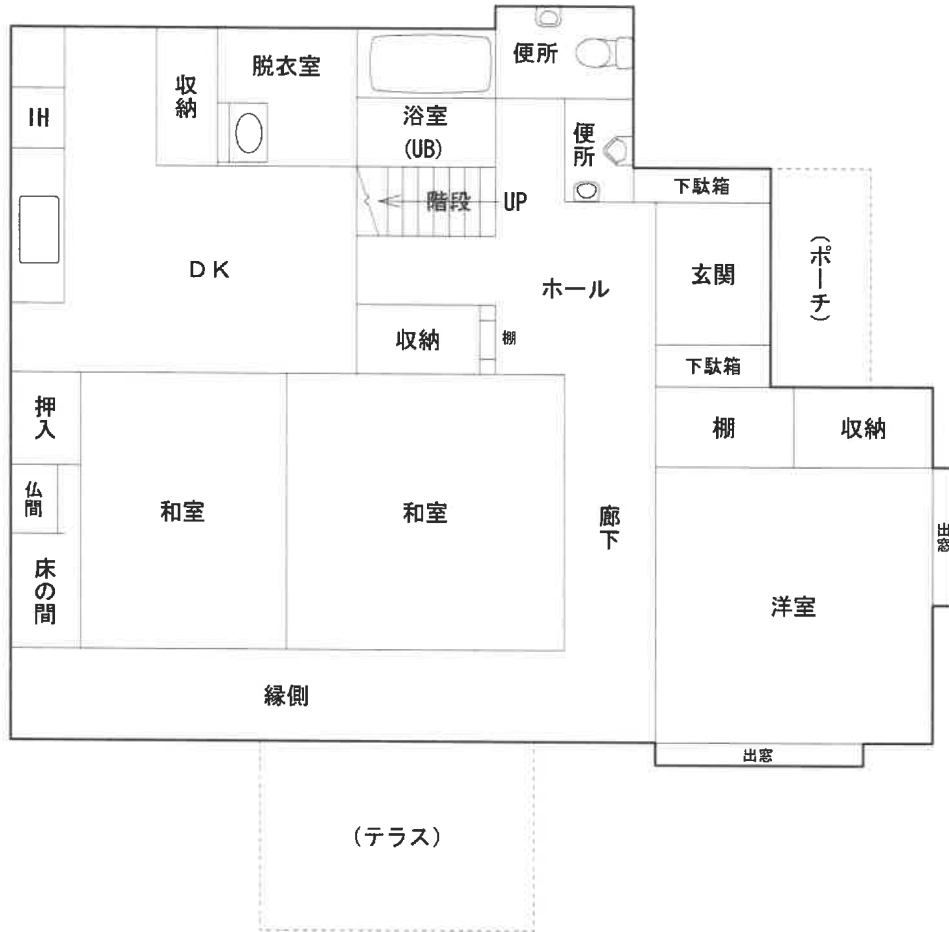 便所
脱衣室
収納
IH
浴室
(UB)
便所
下駄箱
階段
UP
(ポーチ)
DK
玄関
ホール
収納
棚
下駄箱
押入
棚
収納
仏間
和室
和室
廊下
出窓
床の間
洋室
縁側
出窓
(テラス)